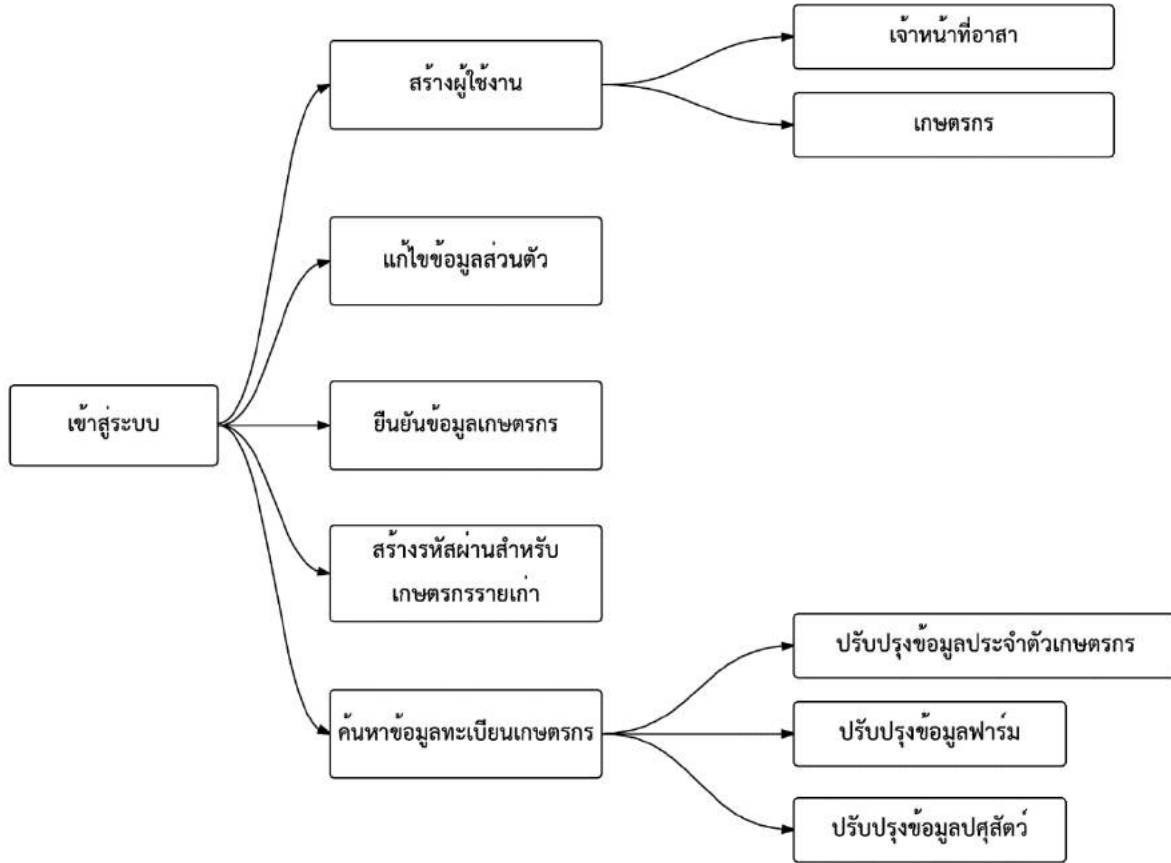 เจ้าหน้าที่อาสา
สร้างผู้ใช้งาน
เกษตรกร
แก้ไขข้อมูลส่วนตัว
เข้าสู่ระบบ
ยืนยันข้อมูลเกษตรกร
สร้างรหัสผ่านสำหรับ
เกษตรกรรายเก่า
ปรับปรุงข้อมูลประจำตัวเกษตรกร
ค้นหาข้อมูลทะเบียนเกษตรกร
ปรับปรุงข้อมูลฟาร์ม
ปรับปรุงข้อมูลปศุสัตว์